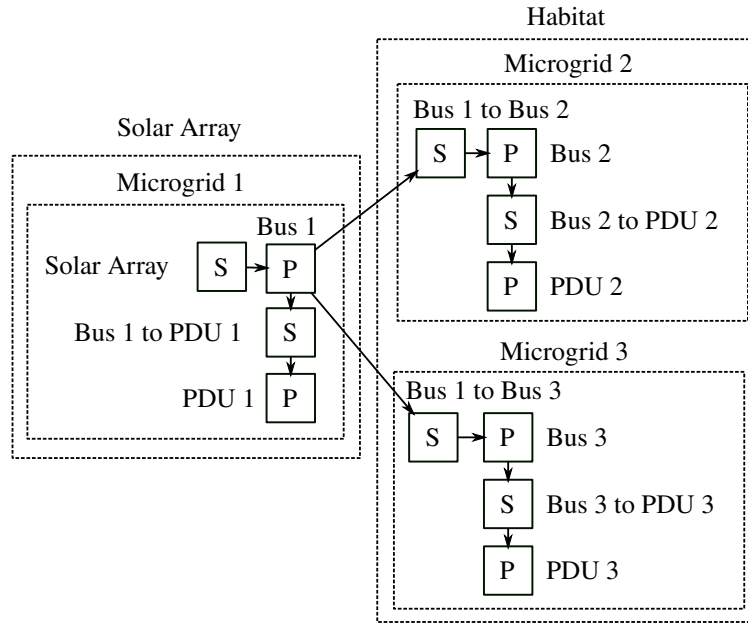 Habitat
Solar Array
Microgrid 1
Bus 1
Solar Array
S
P
Bus 1 to PDU 1
S
PDU 1
P
Microgrid 2
Bus 1 to Bus 2
S
P
Bus 2
S
Bus 2 to PDU 2
P
PDU 2
Microgrid 3
Bus 1 to Bus 3
S
P
Bus 3
S
Bus 3 to PDU 3
P
PDU 3